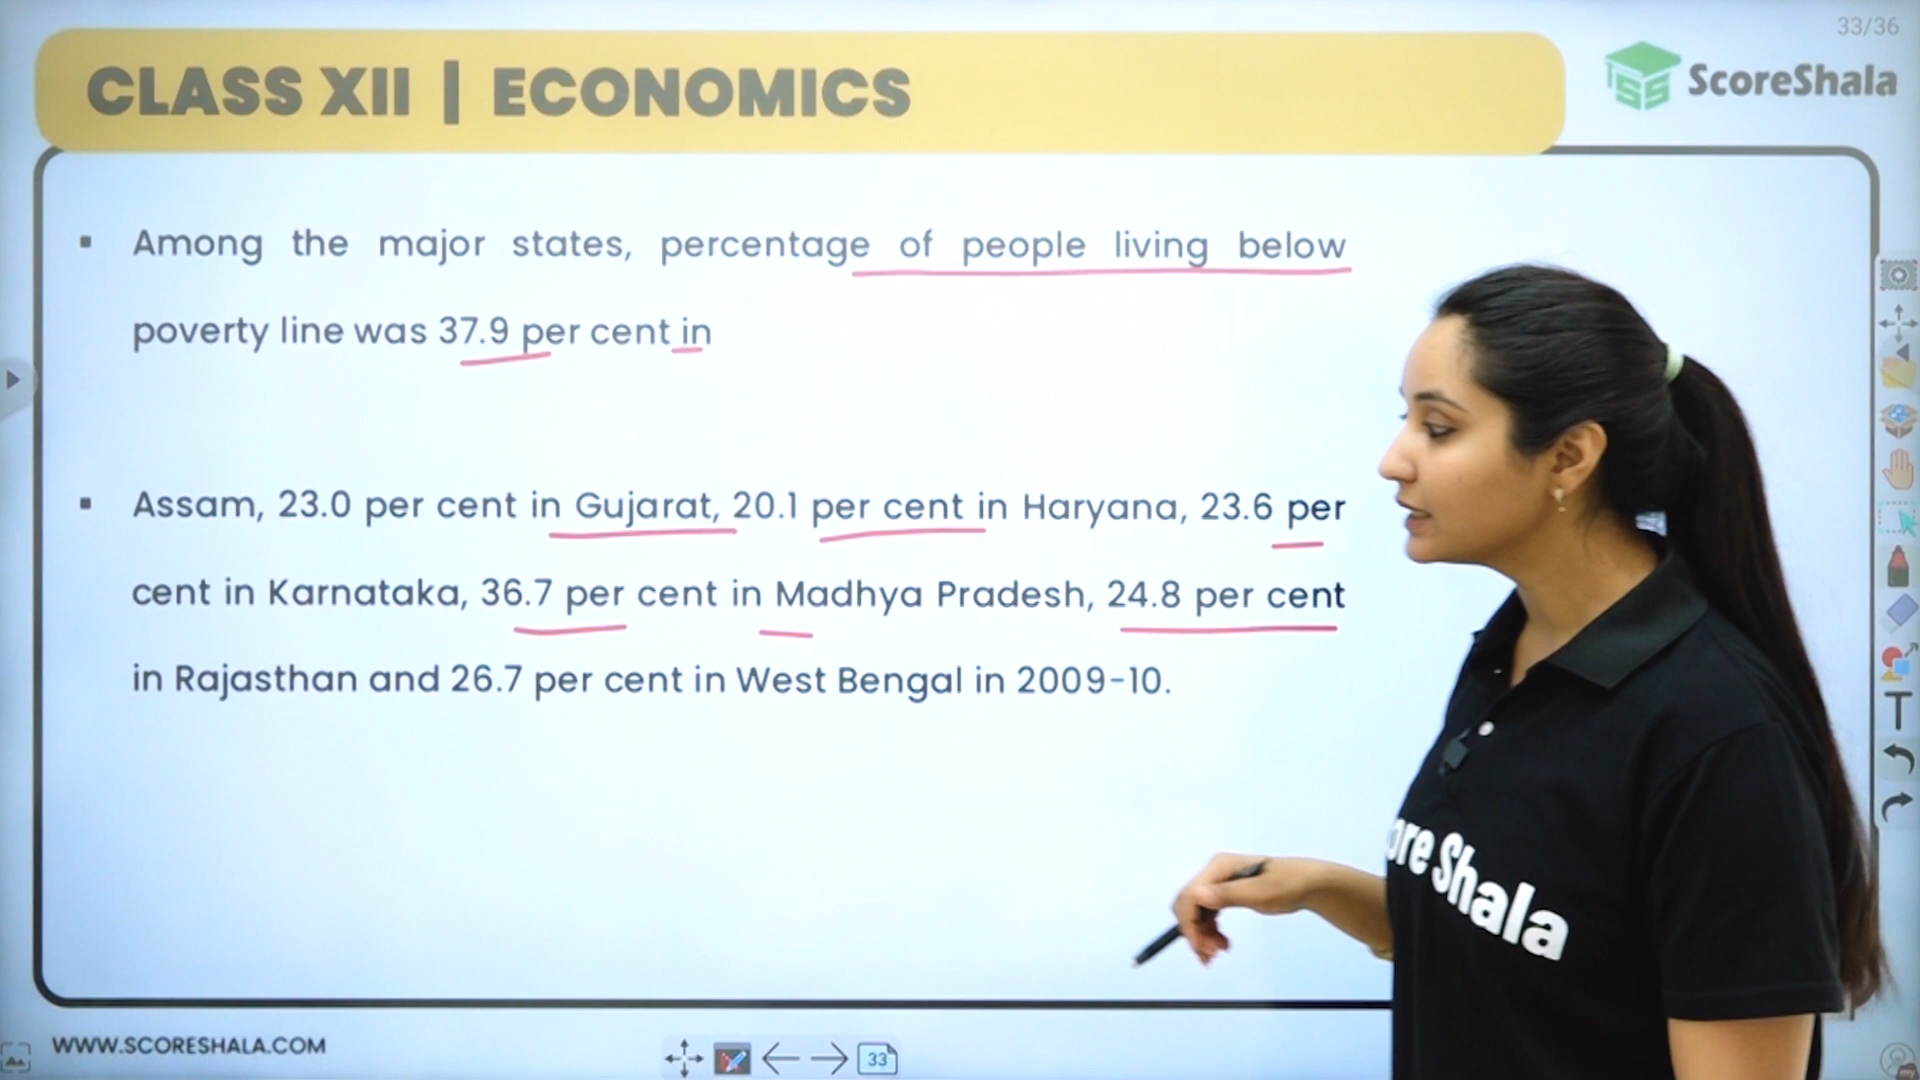 33/36
CLASS XII | ECONOMICS
ScoreShala
▪ Among the major states, percentage of people living below
poverty line was 37.9 per cent in
▪ Assam, 23.0 per cent in Gujarat, 20.1 per cent in Haryana, 23.6 per
cent in Karnataka, 36.7 per cent in Madhya Pradesh, 24.8 per cent
in Rajasthan and 26.7 per cent in West Bengal in 2009-10.
ore Shala
WWW.SCORESHALA.COM
33